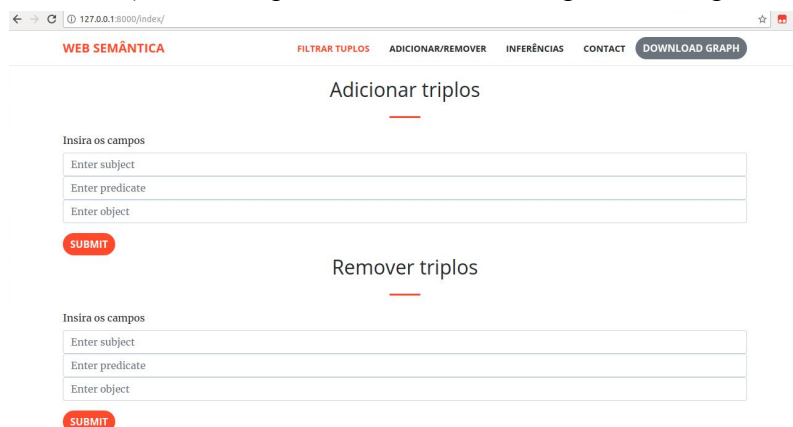 127.0.0.1:8000/index/
WEB SEMÂNTICA FILTRAR TUPLOS ADICIONAR/REMOVER INFERÊNCIAS CONTACT DOWNLOAD GRAPH
Adicionar triplos
Insira os campos
Enter subject
Enter predicate
Enter object
SUBMIT
Remover triplos
Insira os campos
Enter subject
Enter predicate
Enter object
SUBMIT